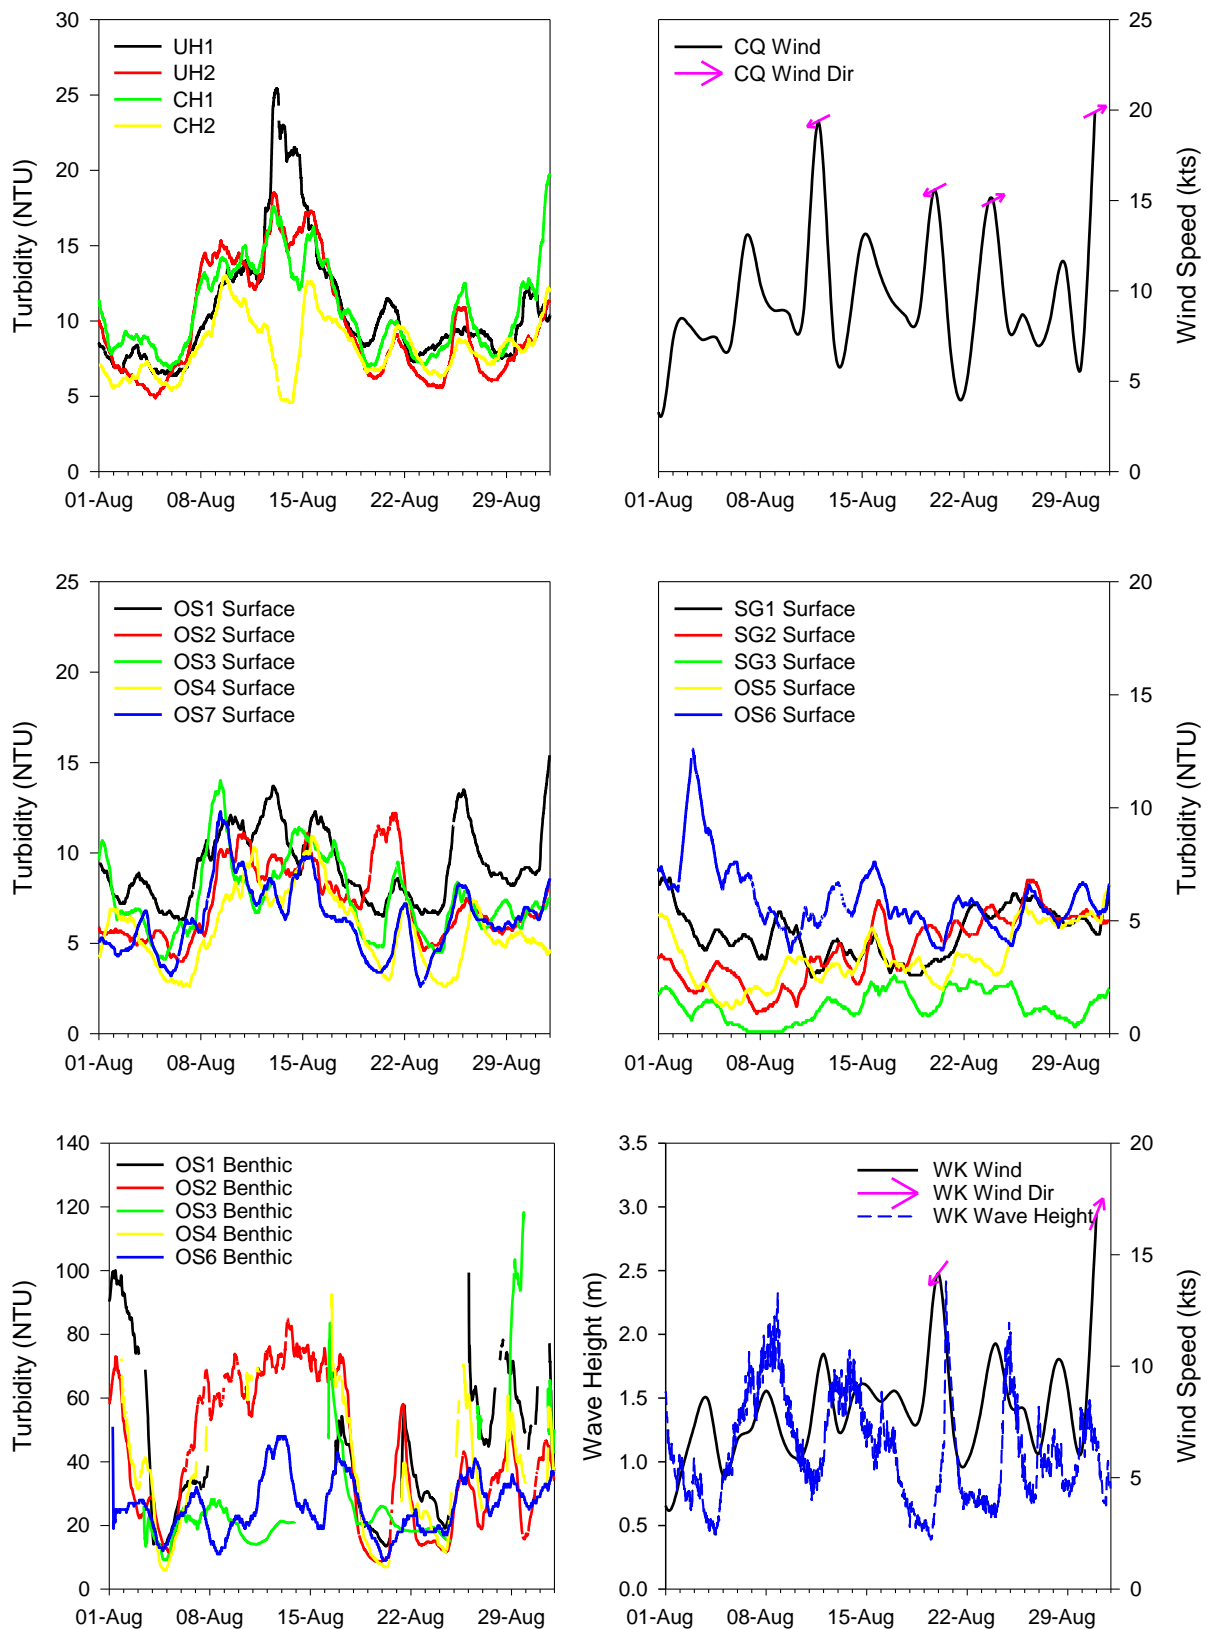 30
25
20
15
10
5
0
Turbidity (NTU)
UH1
UH2
CH1
CH2
01-Aug 08-Aug 15-Aug 22-Aug 29-Aug
CQ Wind
CQ Wind Dir
25
20
15
10
5
0
Wind Speed (kts)
01-Aug 08-Aug 15-Aug 22-Aug 29-Aug
25
20
15
10
5
0
Turbidity (NTU)
OS1 Surface
OS2 Surface
OS3 Surface
OS4 Surface
OS7 Surface
01-Aug 08-Aug 15-Aug 22-Aug 29-Aug
SG1 Surface
SG2 Surface
SG3 Surface
OS5 Surface
OS6 Surface
20
15
10
5
0
Turbidity (NTU)
01-Aug 08-Aug 15-Aug 22-Aug 29-Aug
140
120
100
80
60
40
20
0
Turbidity (NTU)
OS1 Benthic
OS2 Benthic
OS3 Benthic
OS4 Benthic
OS6 Benthic
01-Aug 08-Aug 15-Aug 22-Aug 29-Aug
3.5
3.0
2.5
2.0
1.5
1.0
0.5
0.0
Wave Height (m)
WK Wind
WK Wind Dir
WK Wave Height
20
15
10
5
0
Wind Speed (kts)
01-Aug 08-Aug 15-Aug 22-Aug 29-Aug